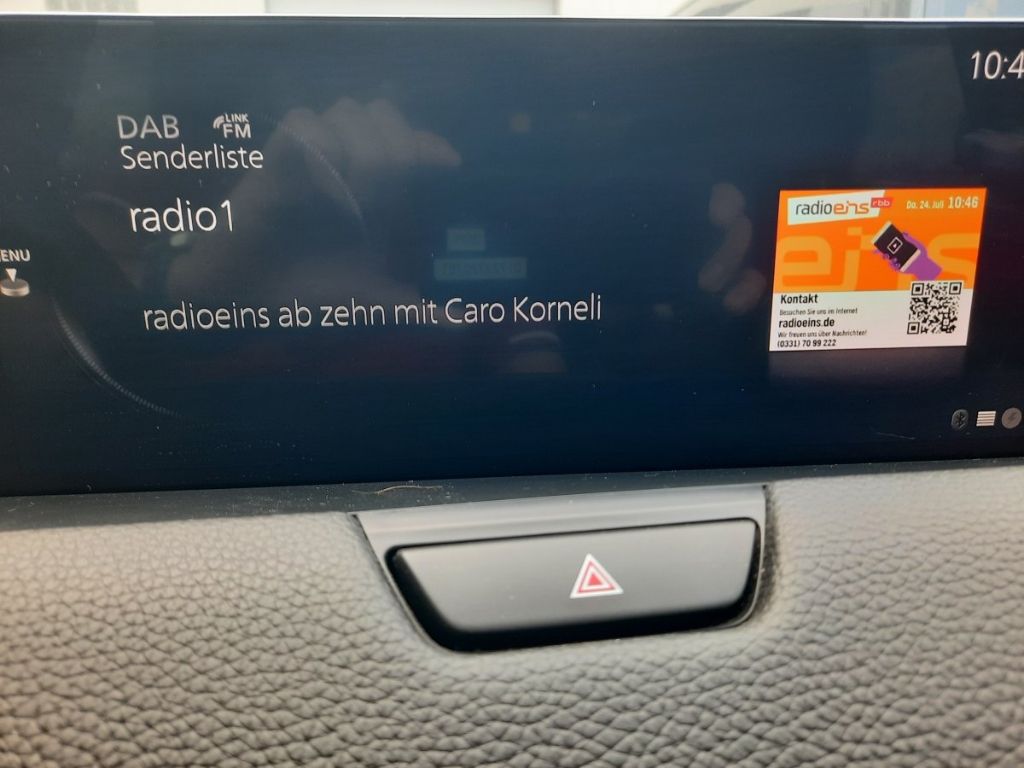 10:4
DAB LINK FM
Senderliste
radio1
ENU
radioeins ab zehn mit Caro Korneli
radioeins rbb Do. 24. Juli 10:46
eins
Kontakt
Besuchen Sie uns im Internet
radioeins.de
Wir freuen uns über Nachrichten!
(0331) 70 99 222